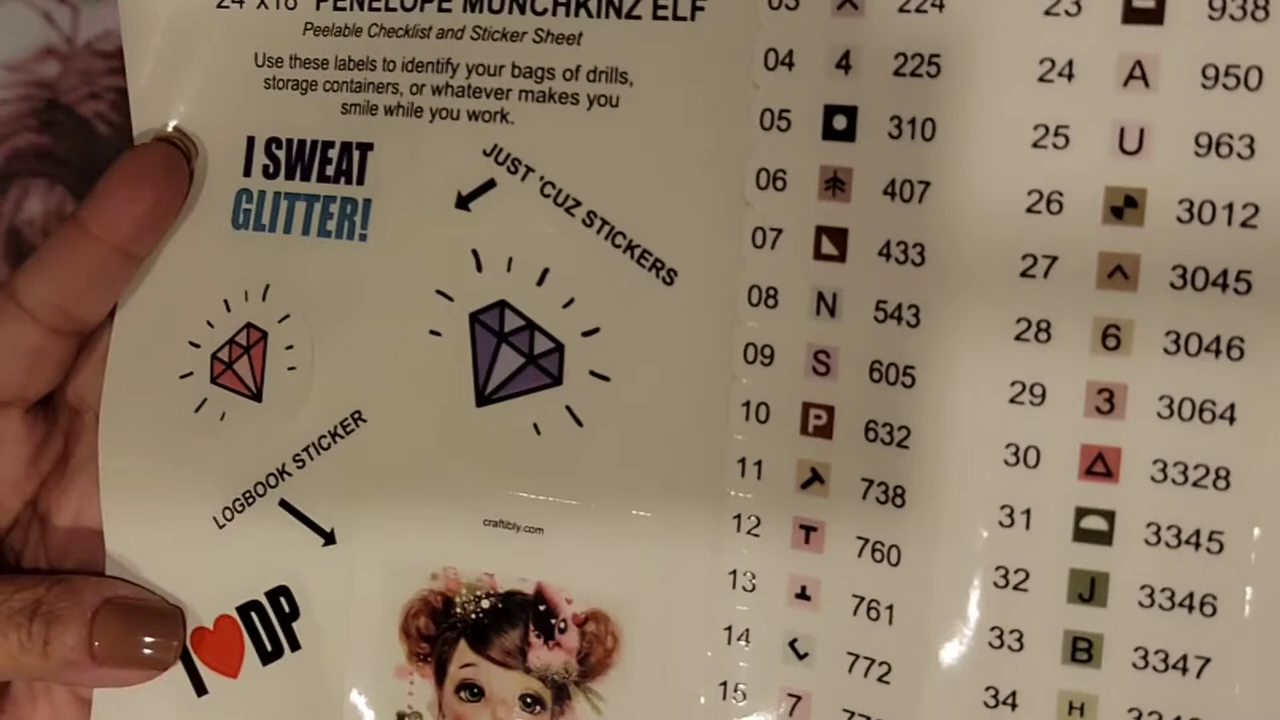 24"x18" PENELOPE MUNCHKINZ ELF
Peelable Checklist and Sticker Sheet
Use these labels to identify your bags of drills,
storage containers, or whatever makes you
smile while you work.
I SWEAT
GLITTER!
JUST 'CUZ STICKERS
LOGBOOK STICKER
craftibly.com
I ❤ DP
03 X 224
04 4 225
05 310
06 407
07 433
08 N 543
09 S 605
10 P 632
11 738
12 T 760
13 761
14 772
15 7
23 938
24 A 950
25 U 963
26 3012
27 ^ 3045
28 6 3046
29 3 3064
30 △ 3328
31 3345
32 J 3346
33 B 3347
34 H